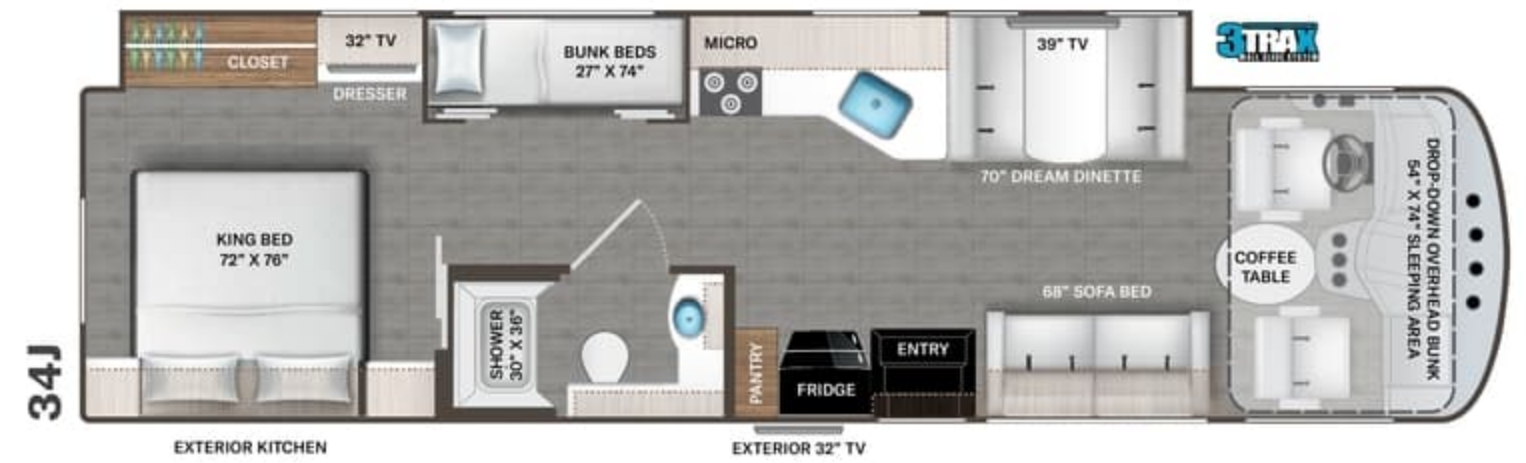 CLOSET
32" TV
DRESSER
BUNK BEDS
27" X 74"
MICRO
39" TV
70" DREAM DINETTE
3TRAX
KING BED
72" X 76"
SHOWER
30" X 36"
PANTRY
FRIDGE
ENTRY
68" SOFA BED
COFFEE
TABLE
DROP-DOWN OVERHEAD BUNK
54" X 74" SLEEPING AREA
34J
EXTERIOR KITCHEN
EXTERIOR 32" TV